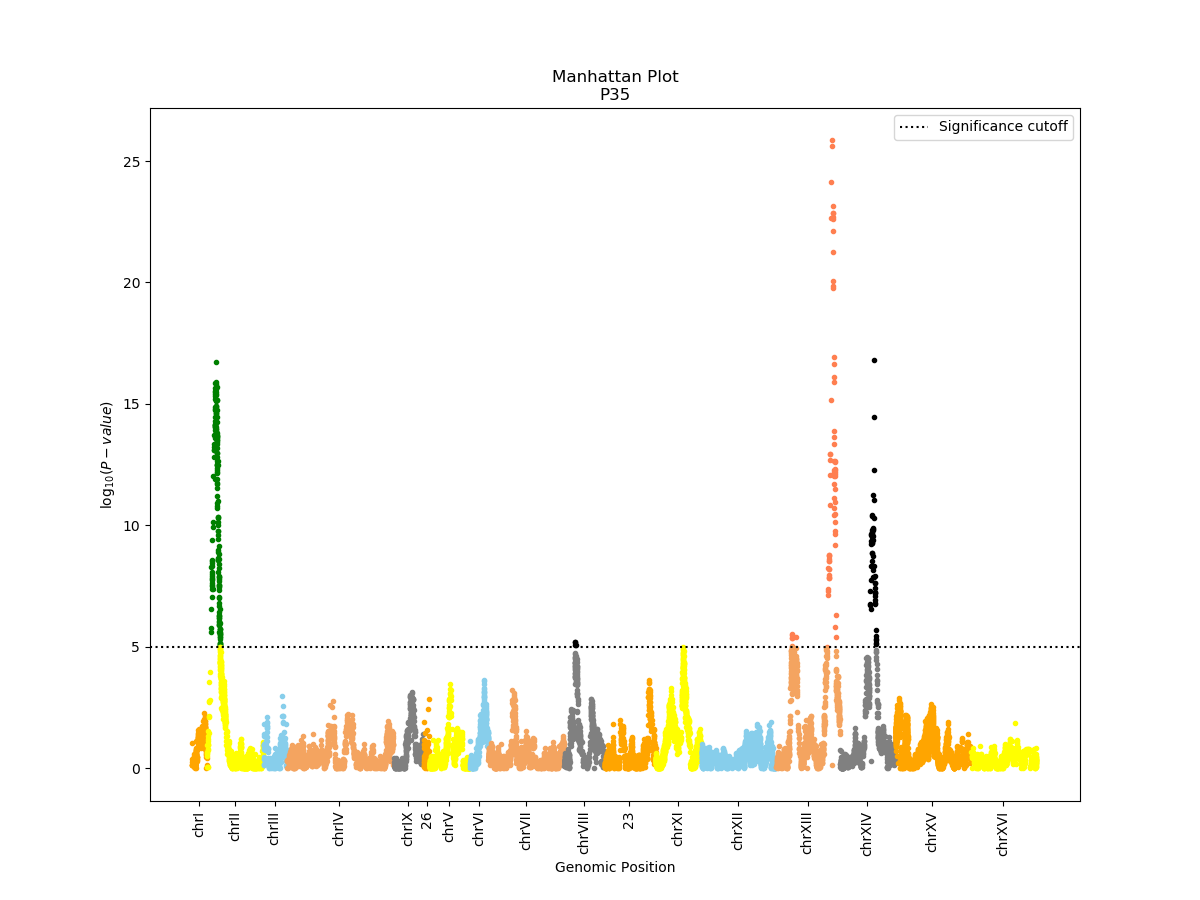 Manhattan Plot
P35
Significance cutoff
25
20
15
10
5
0
log10(P − value)
chrI
chrII
chrIII
chrIV
chrIX
26
chrV
chrVI
chrVII
chrVIII
23
chrXI
chrXII
chrXIII
chrXIV
chrXV
chrXVI
Genomic Position